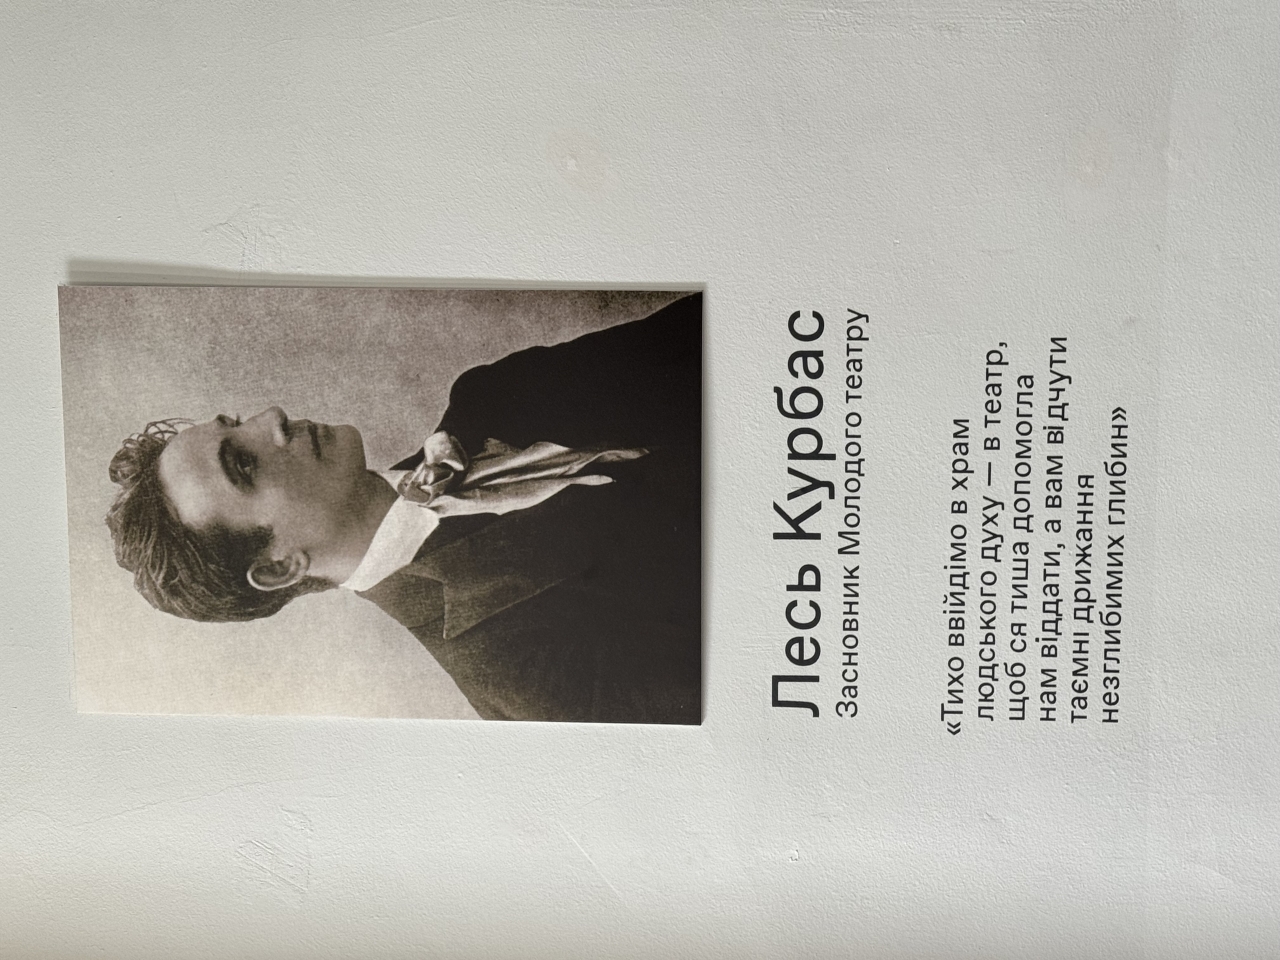 Лесь Курбас
Засновник Молодого театру
«Тихо ввійдімо в храм
людського духу — в театр,
щоб ся тиша допомогла
нам віддати, а вам відчути
таємні дрижання
незглибимих глибин»